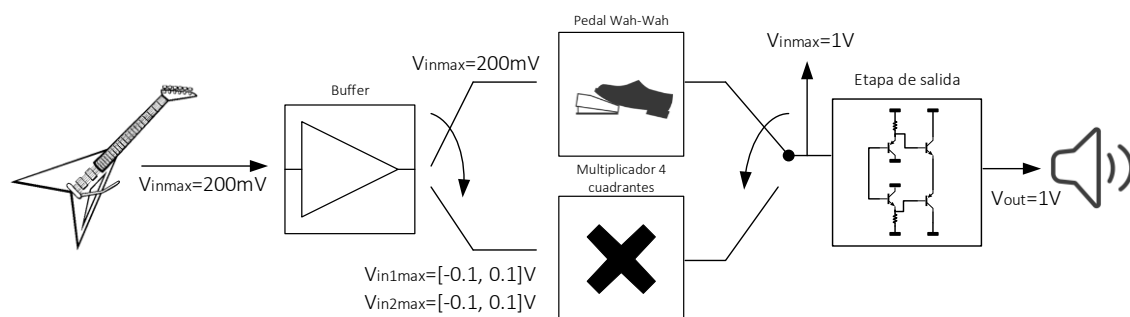 Pedal Wah-Wah
Vinmax=1V
Vinmax=200mV
Etapa de salida
Buffer
Vinmax=200mV
Multiplicador 4
cuadrantes
Vout=1V
Vin1max=[-0.1, 0.1]V
Vin2max=[-0.1, 0.1]V